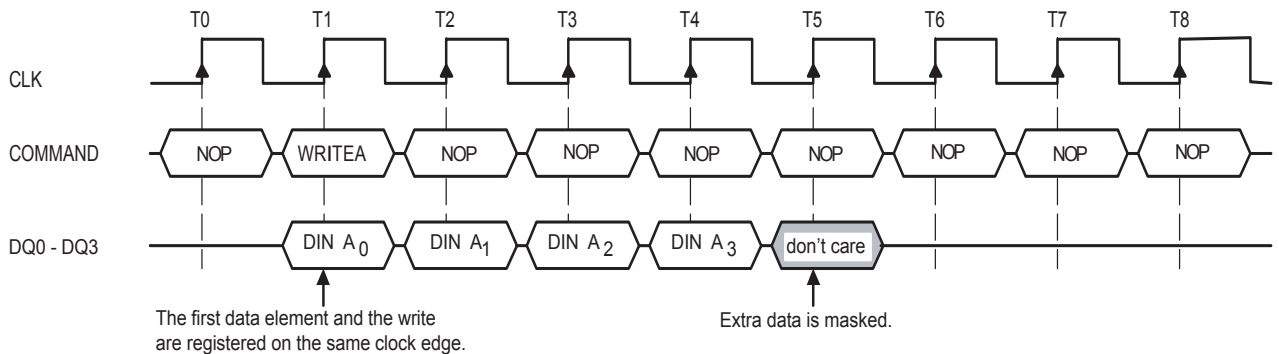 T0 T1 T2 T3 T4 T5 T6 T7 T8
CLK
COMMAND NOP WRITEA NOP NOP NOP NOP NOP NOP NOP
DQ0 - DQ3 DIN A0 DIN A1 DIN A2 DIN A3 don't care
The first data element and the write
are registered on the same clock edge.
Extra data is masked.